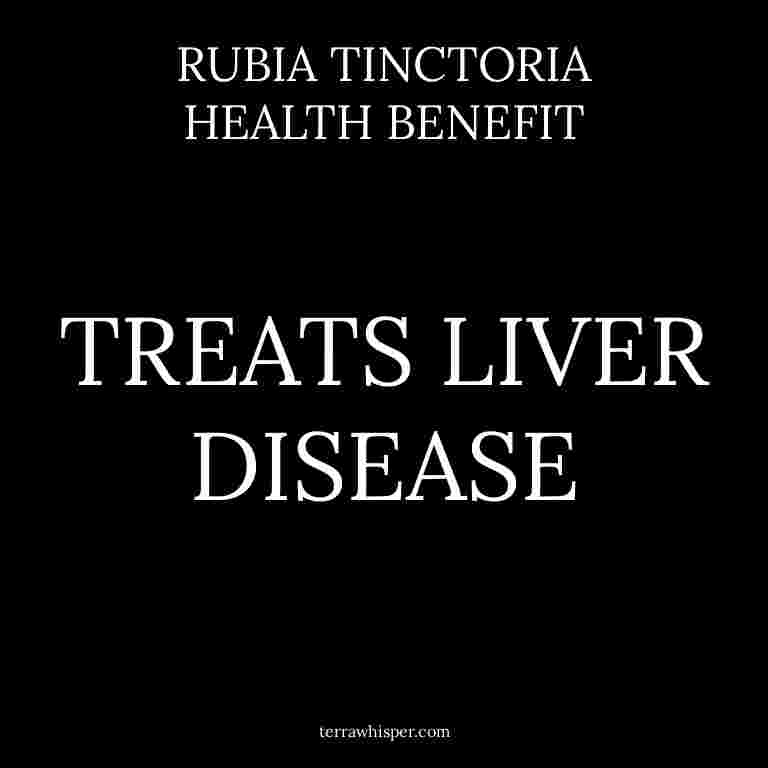 RUBIA TINCTORIA
HEALTH BENEFIT
TREATS LIVER
DISEASE
terrawhisper.com